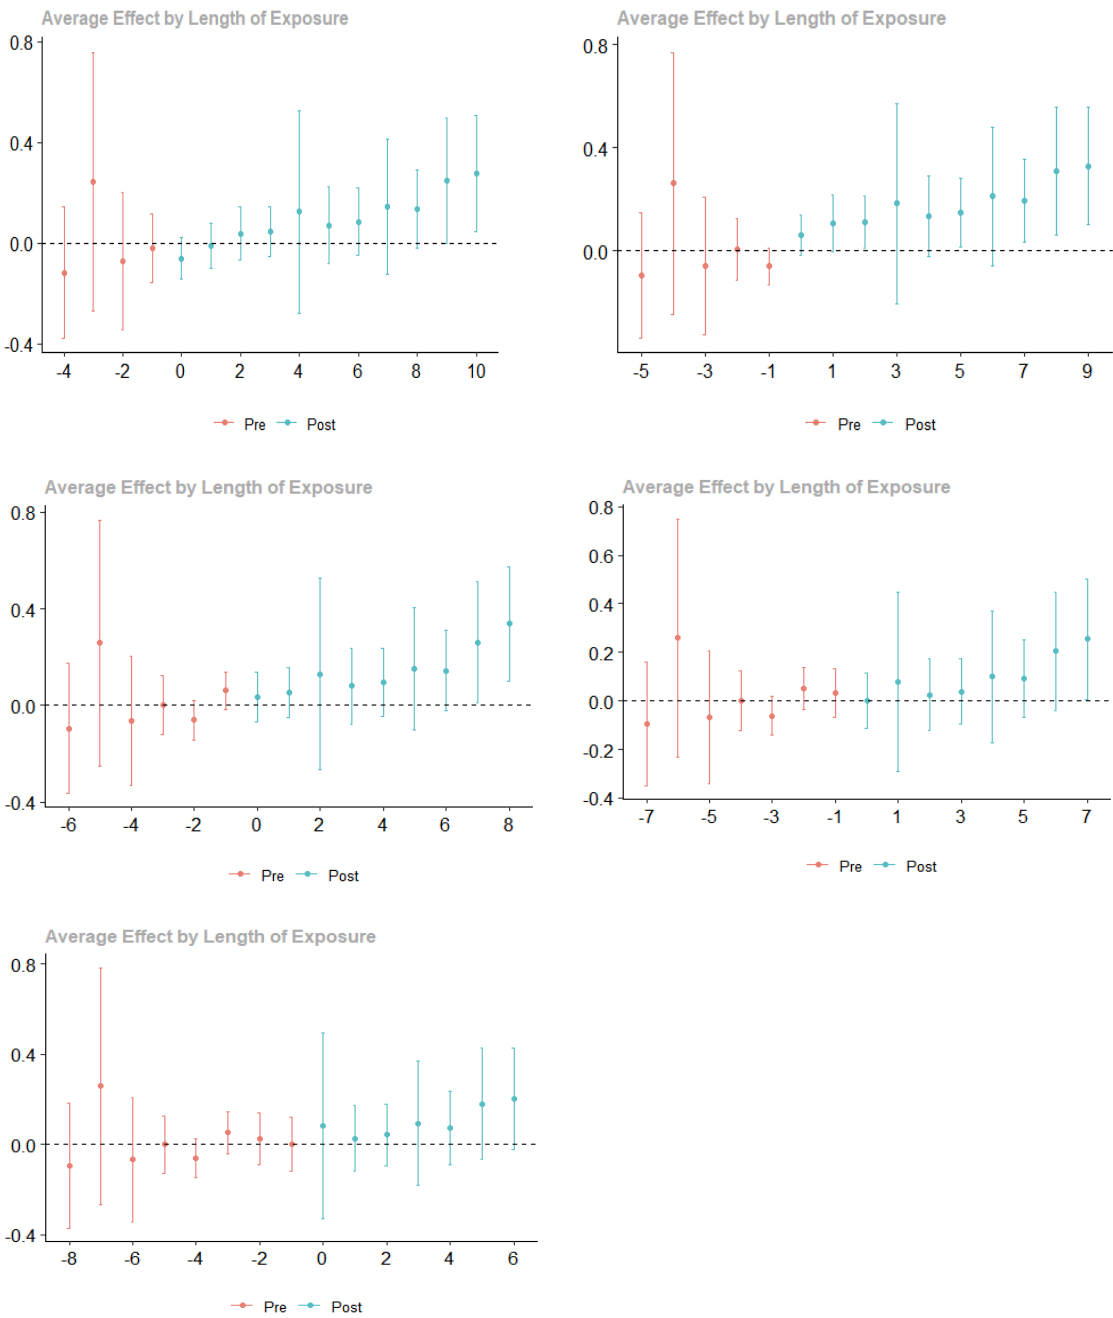 Average Effect by Length of Exposure
0.8
0.4
0.0
-0.4
-4 -2 0 2 4 6 8 10
Pre Post
Average Effect by Length of Exposure
0.8
0.4
0.0
-5 -3 -1 1 3 5 7 9
Pre Post
Average Effect by Length of Exposure
0.8
0.4
0.0
-0.4
-6 -4 -2 0 2 4 6 8
Pre Post
Average Effect by Length of Exposure
0.8
0.6
0.4
0.2
0.0
-0.2
-0.4
-7 -5 -3 -1 1 3 5 7
Pre Post
Average Effect by Length of Exposure
0.8
0.4
0.0
-0.4
-8 -6 -4 -2 0 2 4 6
Pre Post